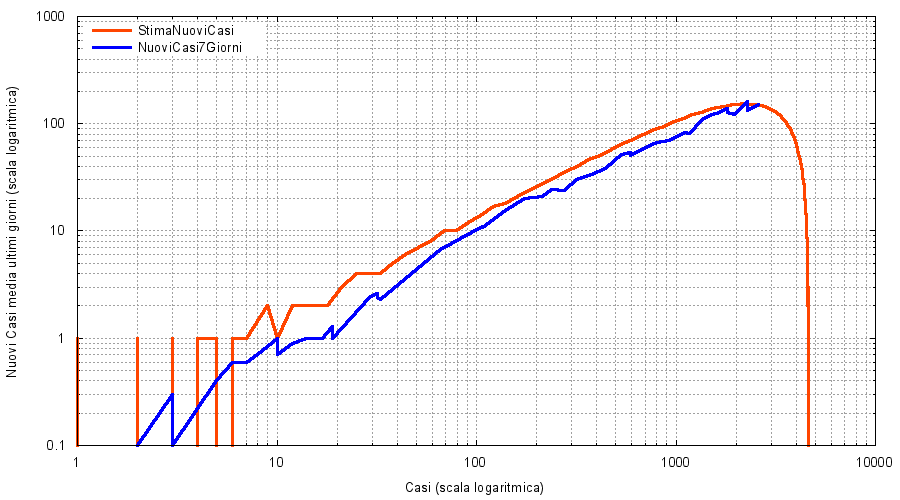 1000
StimaNuoviCasi
NuoviCasi7Giorni
100
10
1
0.1
Nuovi Casi media ultimi giorni (scala logaritmica)
1
10
100
1000
10000
Casi (scala logaritmica)